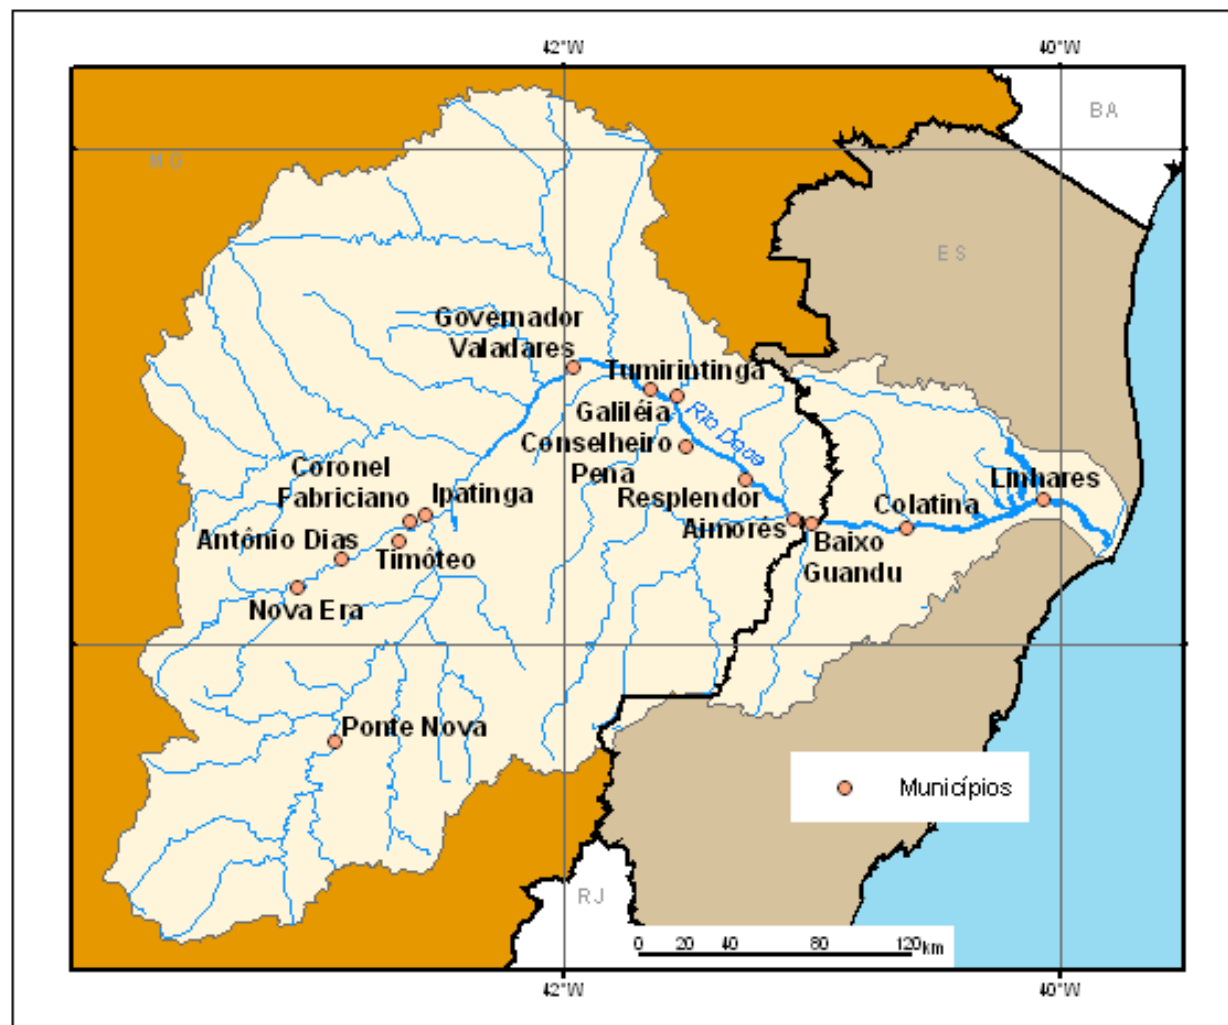 42°W
40°W
BA
MG
ES
Governador
Valadares
Tumirintinga
Rio Doce
Galiléia
Conselheiro
Pena
Coronel
Fabriciano
Ipatinga
Resplendor
Linhares
Colatina
Aimorés
Antônio Dias
Timóteo
Baixo
Guandu
Nova Era
Ponte Nova
Municípios
RJ
0 20 40 80 120 km
42°W
40°W